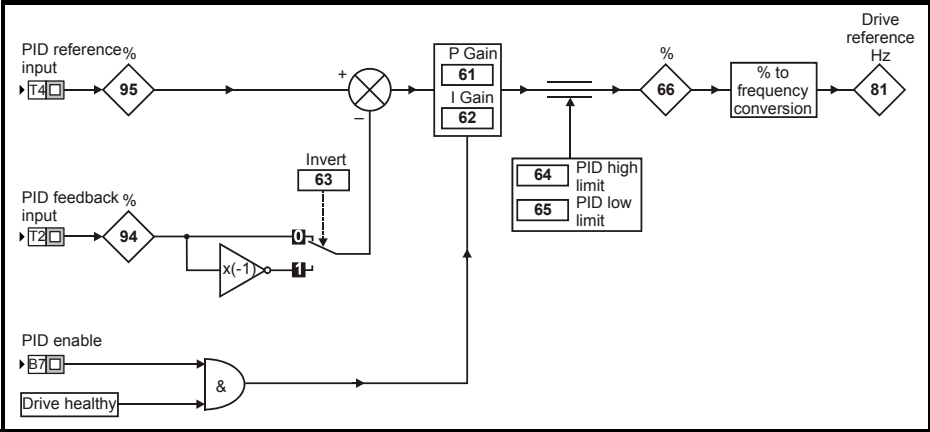 PID reference %
input
T4
95
+
−
P Gain
61
I Gain
62
%
66
% to
frequency
conversion
Drive
reference
Hz
81
64
PID high
limit
65
PID low
limit
Invert
63
PID feedback %
input
T2
94
0
x(-1)
1
PID enable
B7
Drive healthy
&